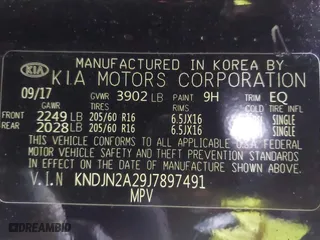 MANUFACTURED IN KOREA BY
KIA KIA MOTORS CORPORATION
09/17 GVWR 3902 LB PAINT 9H TRIM EQ
GAWR TIRE RIM COLD TIRE INFL
FRONT 2249 LB 205/60 R16 6.5JX16 SINGLE
REAR 2028 LB 205/60 R16 6.5JX16 SINGLE
THIS VEHICLE CONFORMS TO ALL APPLICABLE U.S.A. FEDERAL
MOTOR VEHICLE SAFETY AND THEFT PREVENTION STANDARDS
IN EFFECT ON THE DATE OF MANUFACTURE SHOWN ABOVE.
V.I.N KNDJN2A29J7897491
MPV
DREAMBID